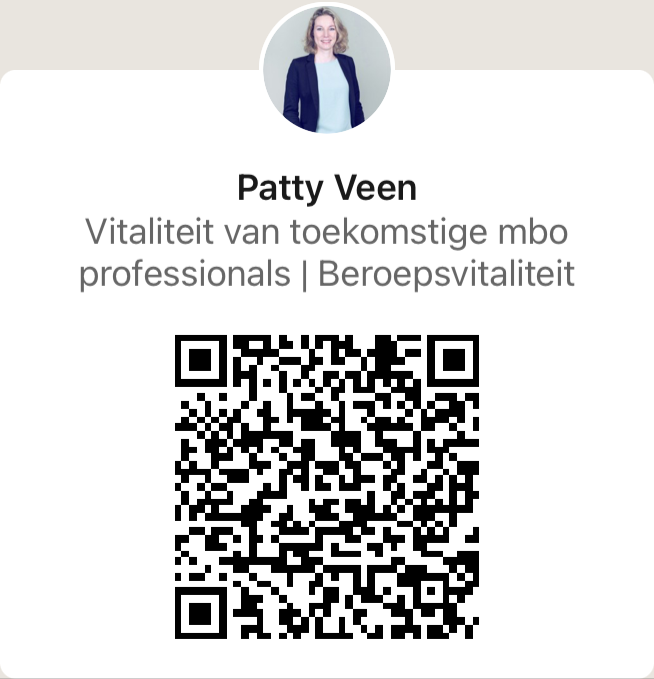 Patty Veen
Vitaliteit van toekomstige mbo
professionals | Beroepsvitaliteit